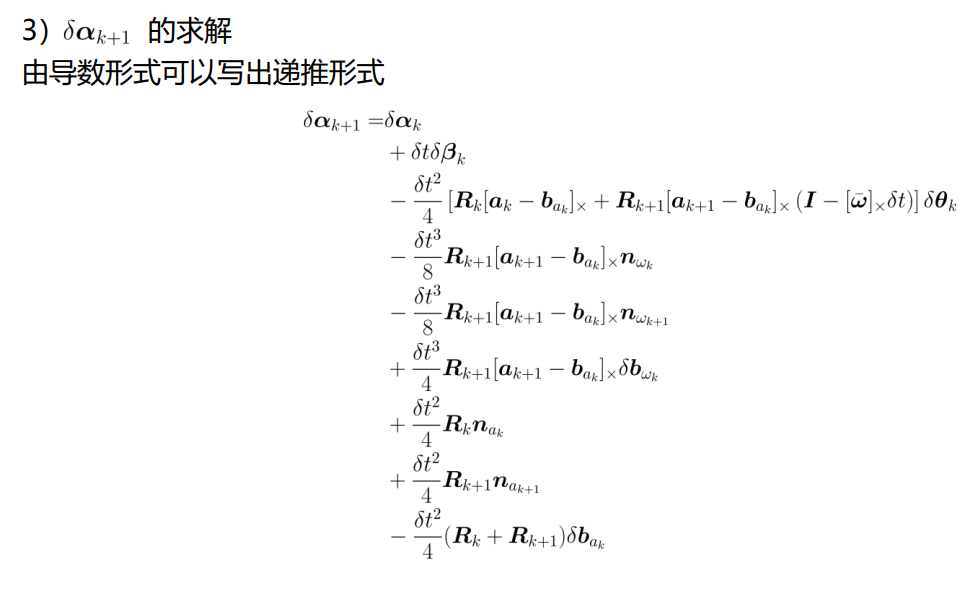 3）$\delta\boldsymbol{\alpha}_{k+1}$ 的求解
由导数形式可以写出递推形式
$\delta\boldsymbol{\alpha}_{k+1} = \delta\boldsymbol{\alpha}_k$
$+ \delta t \delta\boldsymbol{\beta}_k$
$- \frac{\delta t^2}{4} [\boldsymbol{R}_k[\boldsymbol{a}_k - \boldsymbol{b}_{a_k}]_\times + \boldsymbol{R}_{k+1}[\boldsymbol{a}_{k+1} - \boldsymbol{b}_{a_k}]_\times (\boldsymbol{I} - [\bar{\boldsymbol{\omega}}]_\times \delta t)] \delta\boldsymbol{\theta}_k$
$- \frac{\delta t^3}{8} \boldsymbol{R}_{k+1}[\boldsymbol{a}_{k+1} - \boldsymbol{b}_{a_k}]_\times \boldsymbol{n}_{\omega_k}$
$- \frac{\delta t^3}{8} \boldsymbol{R}_{k+1}[\boldsymbol{a}_{k+1} - \boldsymbol{b}_{a_k}]_\times \boldsymbol{n}_{\omega_{k+1}}$
$+ \frac{\delta t^3}{4} \boldsymbol{R}_{k+1}[\boldsymbol{a}_{k+1} - \boldsymbol{b}_{a_k}]_\times \delta\boldsymbol{b}_{\omega_k}$
$+ \frac{\delta t^2}{4} \boldsymbol{R}_k \boldsymbol{n}_{a_k}$
$+ \frac{\delta t^2}{4} \boldsymbol{R}_{k+1} \boldsymbol{n}_{a_{k+1}}$
$- \frac{\delta t^2}{4} (\boldsymbol{R}_k + \boldsymbol{R}_{k+1}) \delta\boldsymbol{b}_{a_k}$